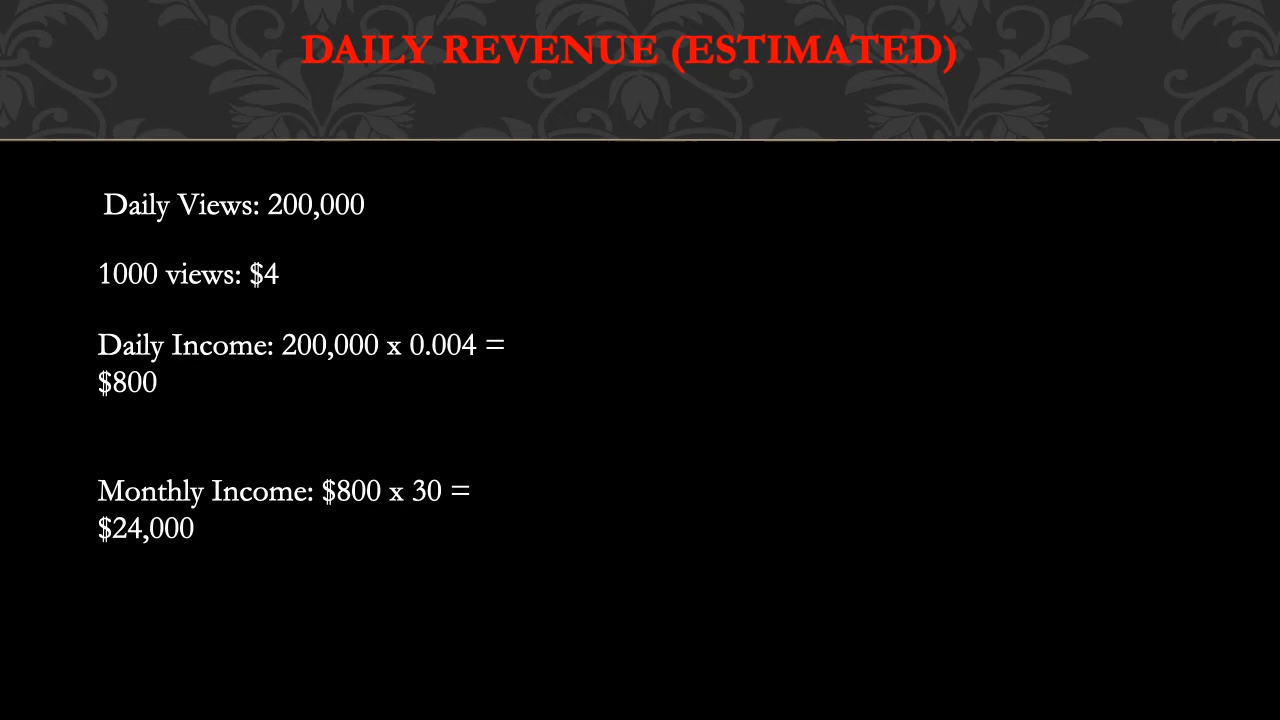 DAILY REVENUE (ESTIMATED)
Daily Views: 200,000
1000 views: $4
Daily Income: 200,000 x 0.004 =
$800
Monthly Income: $800 x 30 =
$24,000